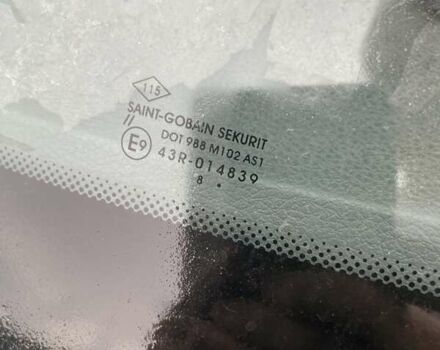 115
SAINT-GOBAIN SEKURIT
//
DOT 988 M102 AS1
E9 43R-014839
8 •